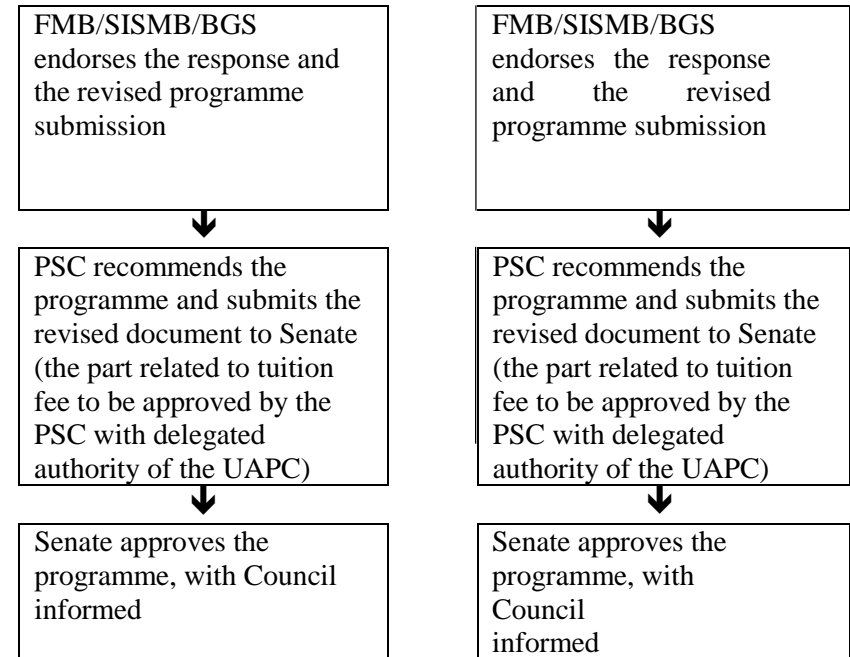 FMB/SISMB/BGS
endorses the response and
the revised programme
submission
PSC recommends the
programme and submits the
revised document to Senate
(the part related to tuition
fee to be approved by the
PSC with delegated
authority of the UAPC)
Senate approves the
programme, with Council
informed
FMB/SISMB/BGS
endorses the response
and the revised
programme submission
PSC recommends the
programme and submits the
revised document to Senate
(the part related to tuition
fee to be approved by the
PSC with delegated
authority of the UAPC)
Senate approves the
programme, with
Council
informed